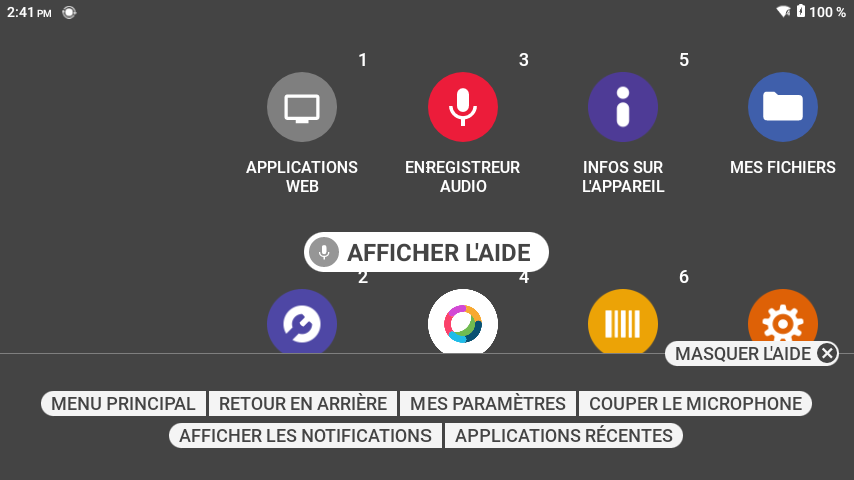 2:41 PM
100 %
1
3
5
APPLICATIONS
WEB
ENREGISTREUR
AUDIO
INFOS SUR
L'APPAREIL
MES FICHIERS
AFFICHER L'AIDE
2
4
6
MASQUER L'AIDE
MENU PRINCIPAL
RETOUR EN ARRIÈRE
MES PARAMÈTRES
COUPER LE MICROPHONE
AFFICHER LES NOTIFICATIONS
APPLICATIONS RÉCENTES